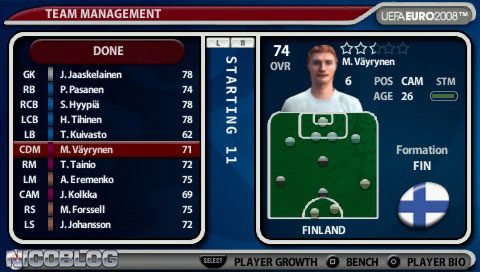 TEAM MANAGEMENT
UEFA EURO2008™
DONE
GK J. Jaaskelainen 78
RB P. Pasanen 74
RCB S. Hyypiä 78
LCB H. Tihinen 78
LB T. Kuivasto 62
CDM M. Väyrynen 71
RM T. Tainio 72
LM A. Eremenko 75
CAM J. Kolkka 69
RS M. Forssell 75
LS J. Johansson 72
L R
STARTING 11
74
OVR
M. Väyrynen
6 POS CAM STM
AGE 26
Formation
FIN
FINLAND
NICOBLOG
SELECT PLAYER GROWTH BENCH PLAYER BIO